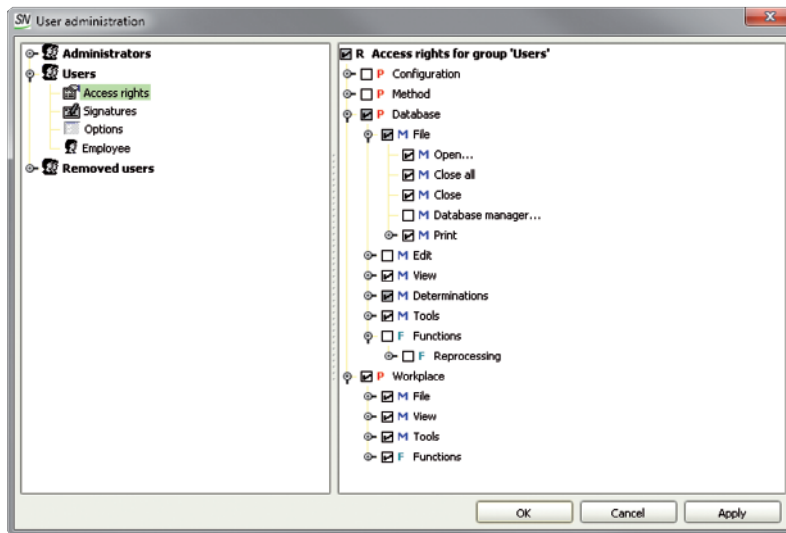 SN User administration
Administrators
Users
Access rights
Signatures
Options
Employee
Removed users
R Access rights for group 'Users'
P Configuration
P Method
P Database
M File
M Open...
M Close all
M Close
M Database manager...
M Print
M Edit
M View
M Determinations
M Tools
F Functions
F Reprocessing
P Workplace
M File
M View
M Tools
F Functions
OK Cancel Apply